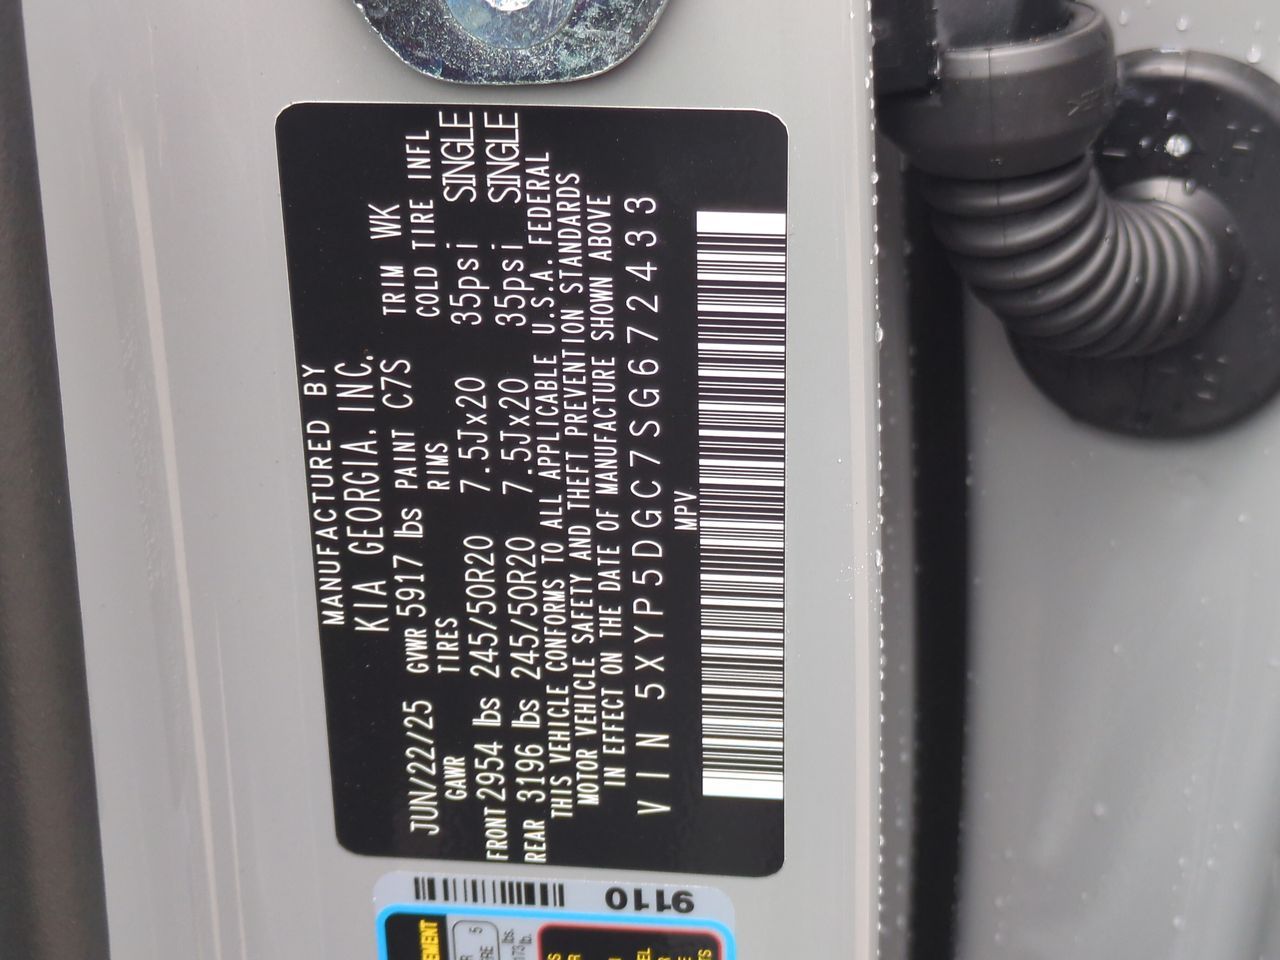 MANUFACTURED BY
KIA GEORGIA, INC.
JUN/22/25 GVWR 5917 lbs PAINT C7S TRIM WK
GAWR TIRES RIMS COLD TIRE INFL
FRONT 2954 lbs 245/50R20 7.5Jx20 35psi SINGLE
REAR 3196 lbs 245/50R20 7.5Jx20 35psi SINGLE
THIS VEHICLE CONFORMS TO ALL APPLICABLE U.S.A. FEDERAL
MOTOR VEHICLE SAFETY AND THEFT PREVENTION STANDARDS
IN EFFECT ON THE DATE OF MANUFACTURE SHOWN ABOVE
VIN 5XYP5DGC7SG672433
MPV
9110